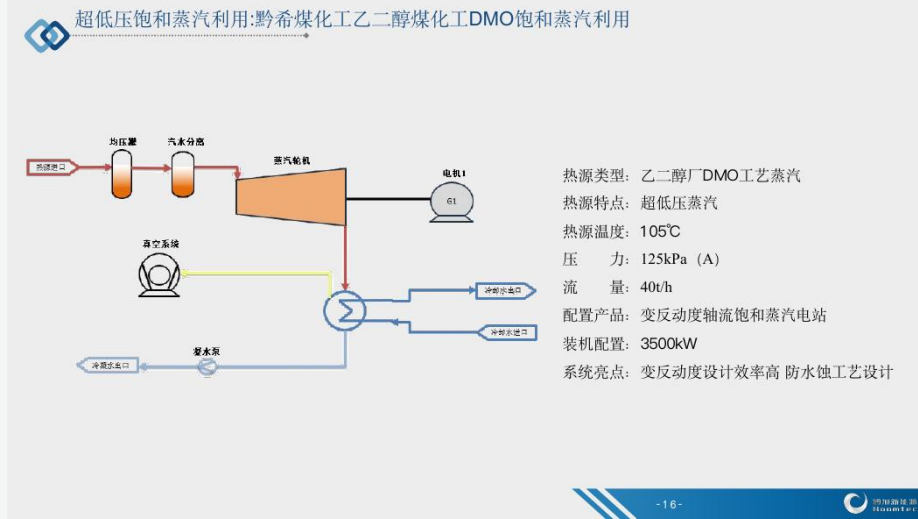 超低压饱和蒸汽利用:黔希煤化工乙二醇煤化工DMO饱和蒸汽利用
均压罐
汽水分离
热源进口
蒸汽轮机
电机1
G1
真空系统
冷却水出口
冷却水进口
凝水泵
冷凝水出口
热源类型：乙二醇厂DMO工艺蒸汽
热源特点：超低压蒸汽
热源温度：105℃
压 力：125kPa（A）
流 量：40t/h
配置产品：变反动度轴流饱和蒸汽电站
装机配置：3500kW
系统亮点：变反动度设计效率高 防水蚀工艺设计
-16-